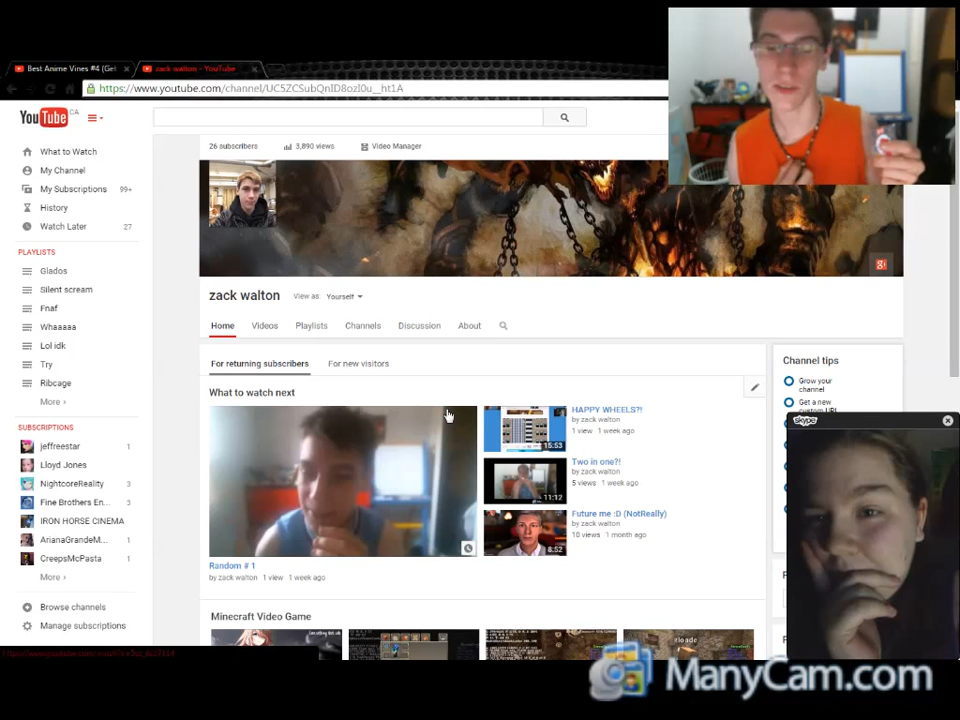 Best Anime Vines #4 (Get
zack walton - YouTube
https://www.youtube.com/channel/UC5ZCSubQnID8ozI0u__ht1A
YouTube CA
26 subscribers
3,890 views
Video Manager
What to Watch
My Channel
My Subscriptions 99+
History
Watch Later 27
PLAYLISTS
Glados
Silent scream
Fnaf
Whaaaaa
Lol idk
Try
Ribcage
More ›
SUBSCRIPTIONS
jeffreestar 1
Lloyd Jones
NightcoreReality 3
Fine Brothers En... 3
IRON HORSE CINEMA
ArianaGrandeM... 1
CreepsMcPasta 1
More ›
Browse channels
Manage subscriptions
g+
zack walton
View as: Yourself
Home Videos Playlists Channels Discussion About
For returning subscribers
For new visitors
What to watch next
Random # 1
by zack walton 1 view 1 week ago
HAPPY WHEELS?!
by zack walton
1 view 1 week ago
15:53
Two in one?!
by zack walton
5 views 1 week ago
11:12
Future me :D (NotReally)
by zack walton
10 views 1 month ago
8:52
Minecraft Video Game
Channel tips
Grow your
channel
Get a new
custom URL
skype
ManyCam.com